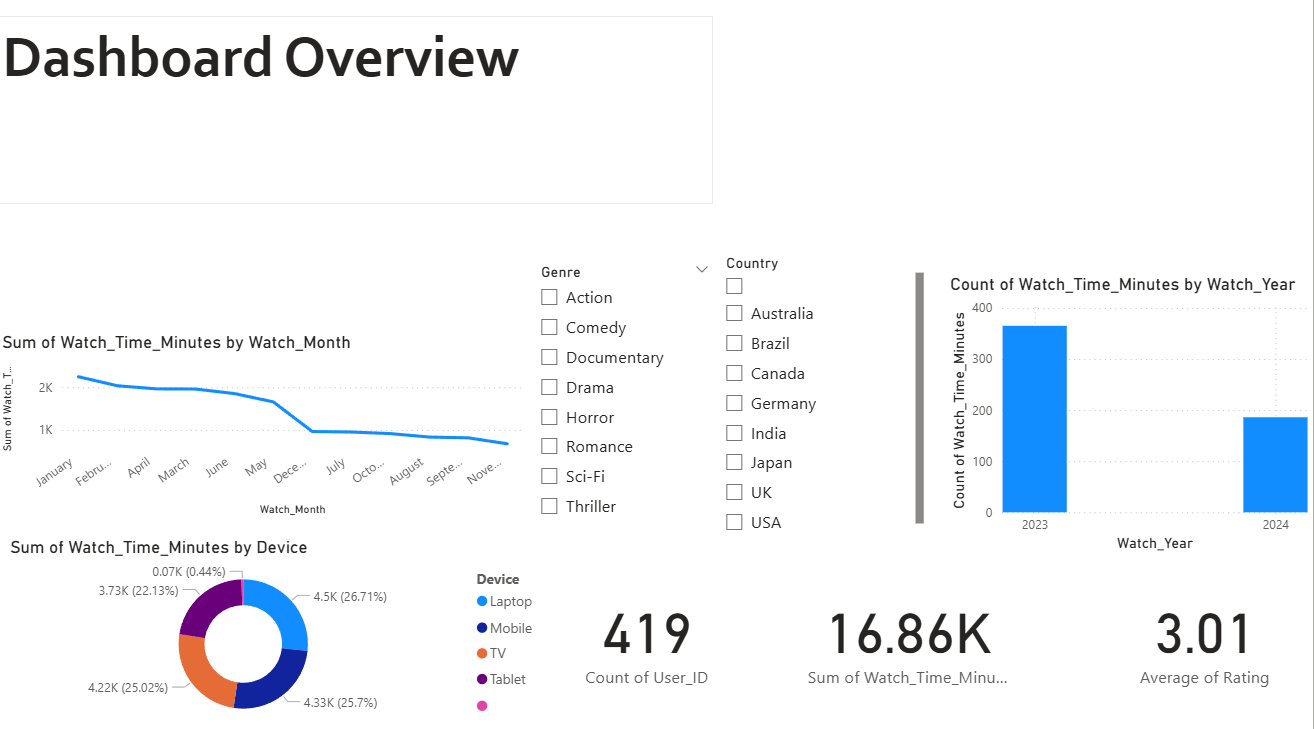 Dashboard Overview
Sum of Watch_Time_Minutes by Watch_Month
Sum of Watch_T...
2K
1K
January
Febru...
April
March
June
May
Dece...
July
Octo...
August
Septe...
Nove...
Watch_Month
Genre
Action
Comedy
Documentary
Drama
Horror
Romance
Sci-Fi
Thriller
Country
Australia
Brazil
Canada
Germany
India
Japan
UK
USA
Count of Watch_Time_Minutes by Watch_Year
Count of Watch_Time_Minutes
400
300
200
100
0
2023
2024
Watch_Year
Sum of Watch_Time_Minutes by Device
0.07K (0.44%)
3.73K (22.13%)
4.5K (26.71%)
4.22K (25.02%)
4.33K (25.7%)
Device
Laptop
Mobile
TV
Tablet
419
Count of User_ID
16.86K
Sum of Watch_Time_Minu...
3.01
Average of Rating